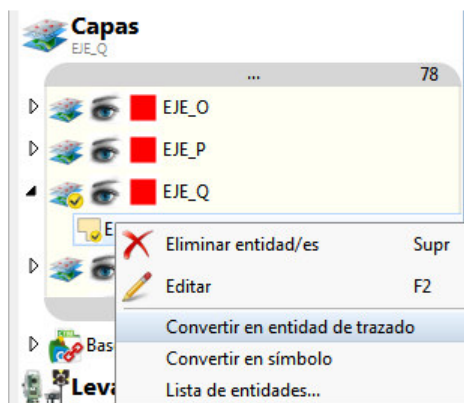 Capas
EJE_Q
... 78
EJE_O
EJE_P
EJE_Q
E
Eliminar entidad/es Supr
Editar F2
Convertir en entidad de trazado
Bas
Convertir en símbolo
Leva
Lista de entidades...